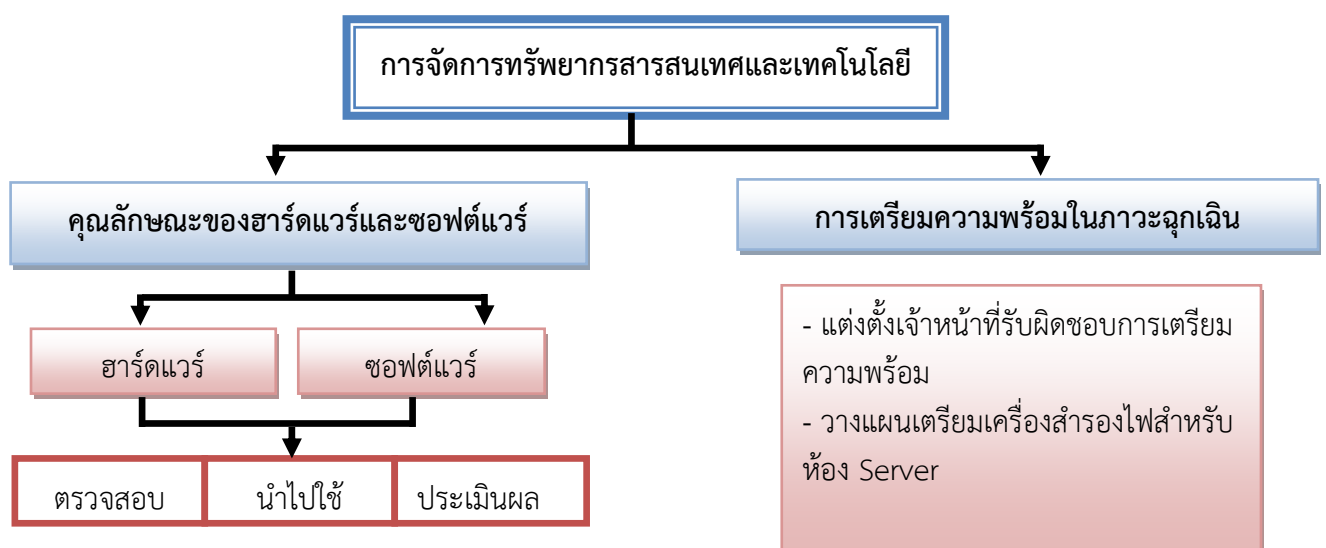 การจัดการทรัพยากรสารสนเทศและเทคโนโลยี
คุณลักษณะของฮาร์ดแวร์และซอฟต์แวร์
การเตรียมความพร้อมในภาวะฉุกเฉิน
ฮาร์ดแวร์
ซอฟต์แวร์
ตรวจสอบ
นำไปใช้
ประเมินผล
- แต่งตั้งเจ้าหน้าที่รับผิดชอบการเตรียม
ความพร้อม
- วางแผนเตรียมเครื่องสำรองไฟสำหรับ
ห้อง Server